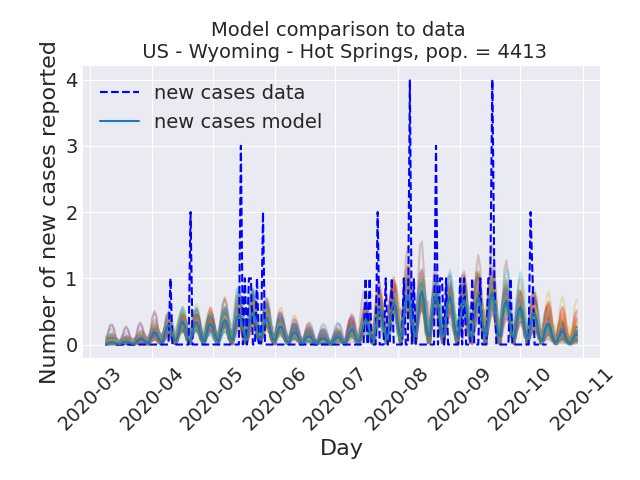 Model comparison to data
US - Wyoming - Hot Springs, pop. = 4413
Number of new cases reported
4
3
2
1
0
new cases data
new cases model
2020-03
2020-04
2020-05
2020-06
2020-07
2020-08
2020-09
2020-10
2020-11
Day